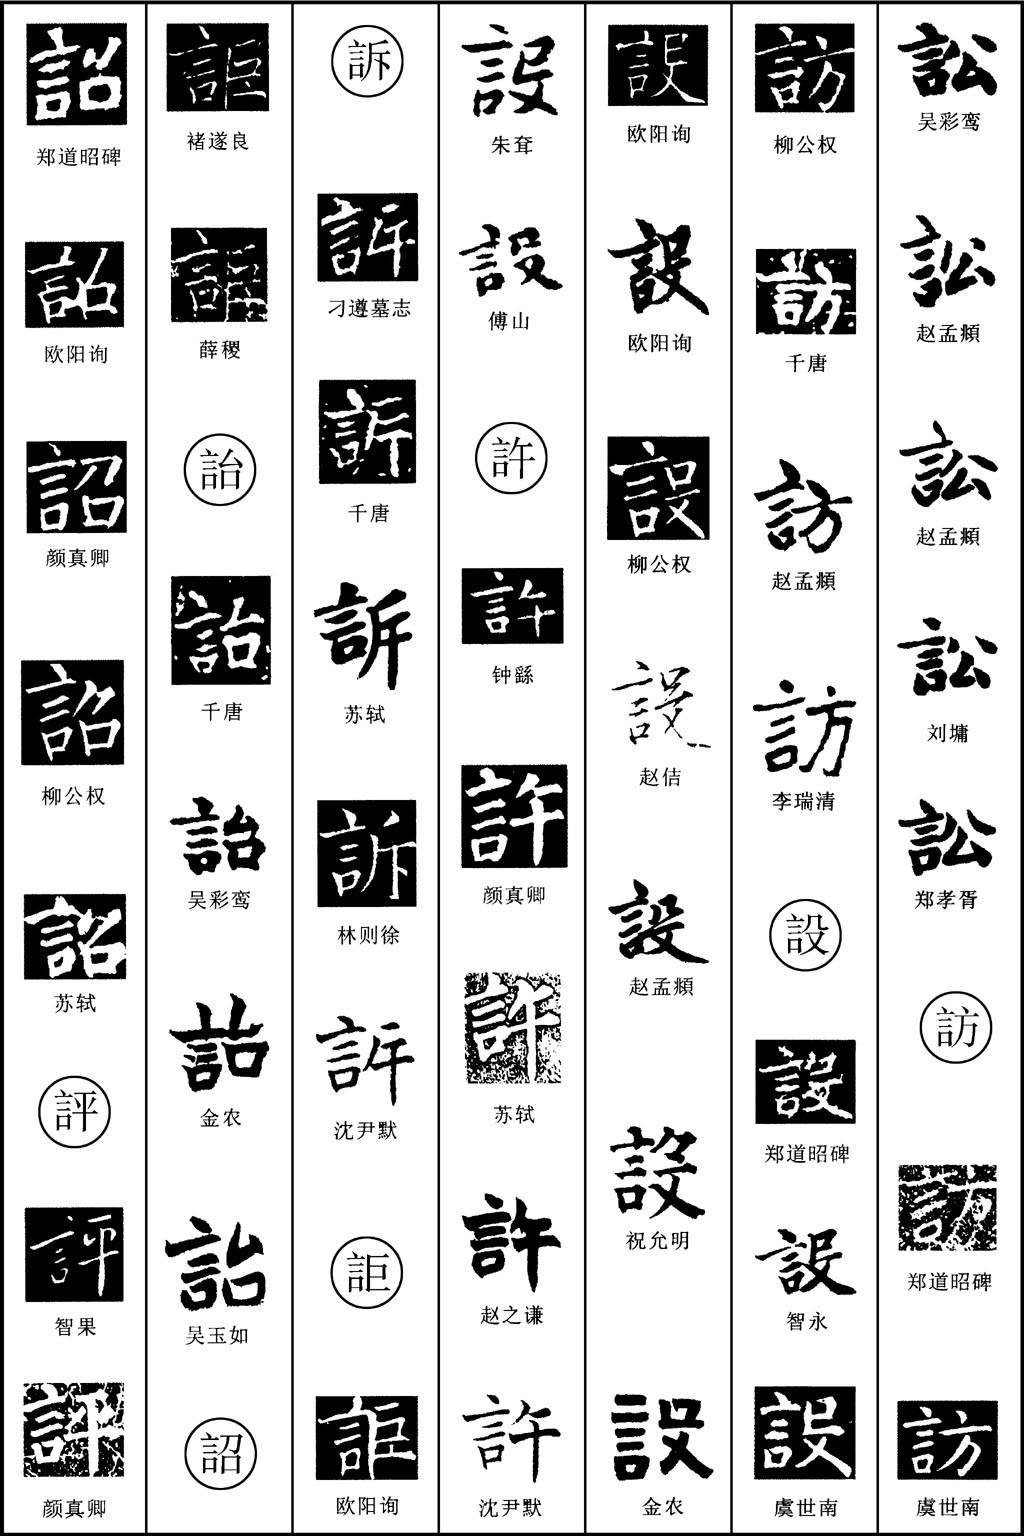 訟
吴彩鸾
訟
赵孟頫
訟
赵孟頫
訟
刘墉
訟
郑孝胥
訪
訪
郑道昭碑
訪
虞世南
訪
柳公权
訪
千唐
訪
赵孟頫
訪
李瑞清
設
設
郑道昭碑
設
智永
設
虞世南
設
欧阳询
設
欧阳询
設
柳公权
設
赵佶
設
赵孟頫
設
祝允明
設
金农
設
朱耷
設
傅山
許
許
钟繇
許
颜真卿
許
苏轼
許
赵之谦
許
沈尹默
訴
訴
刁遵墓志
訴
千唐
訴
苏轼
訴
林则徐
訴
沈尹默
詎
詎
欧阳询
詎
褚遂良
詎
薛稷
詒
詒
千唐
詒
吴彩鸾
詒
金农
詒
吴玉如
詔
詔
郑道昭碑
詔
欧阳询
詔
颜真卿
詔
柳公权
詔
苏轼
評
評
智果
評
颜真卿